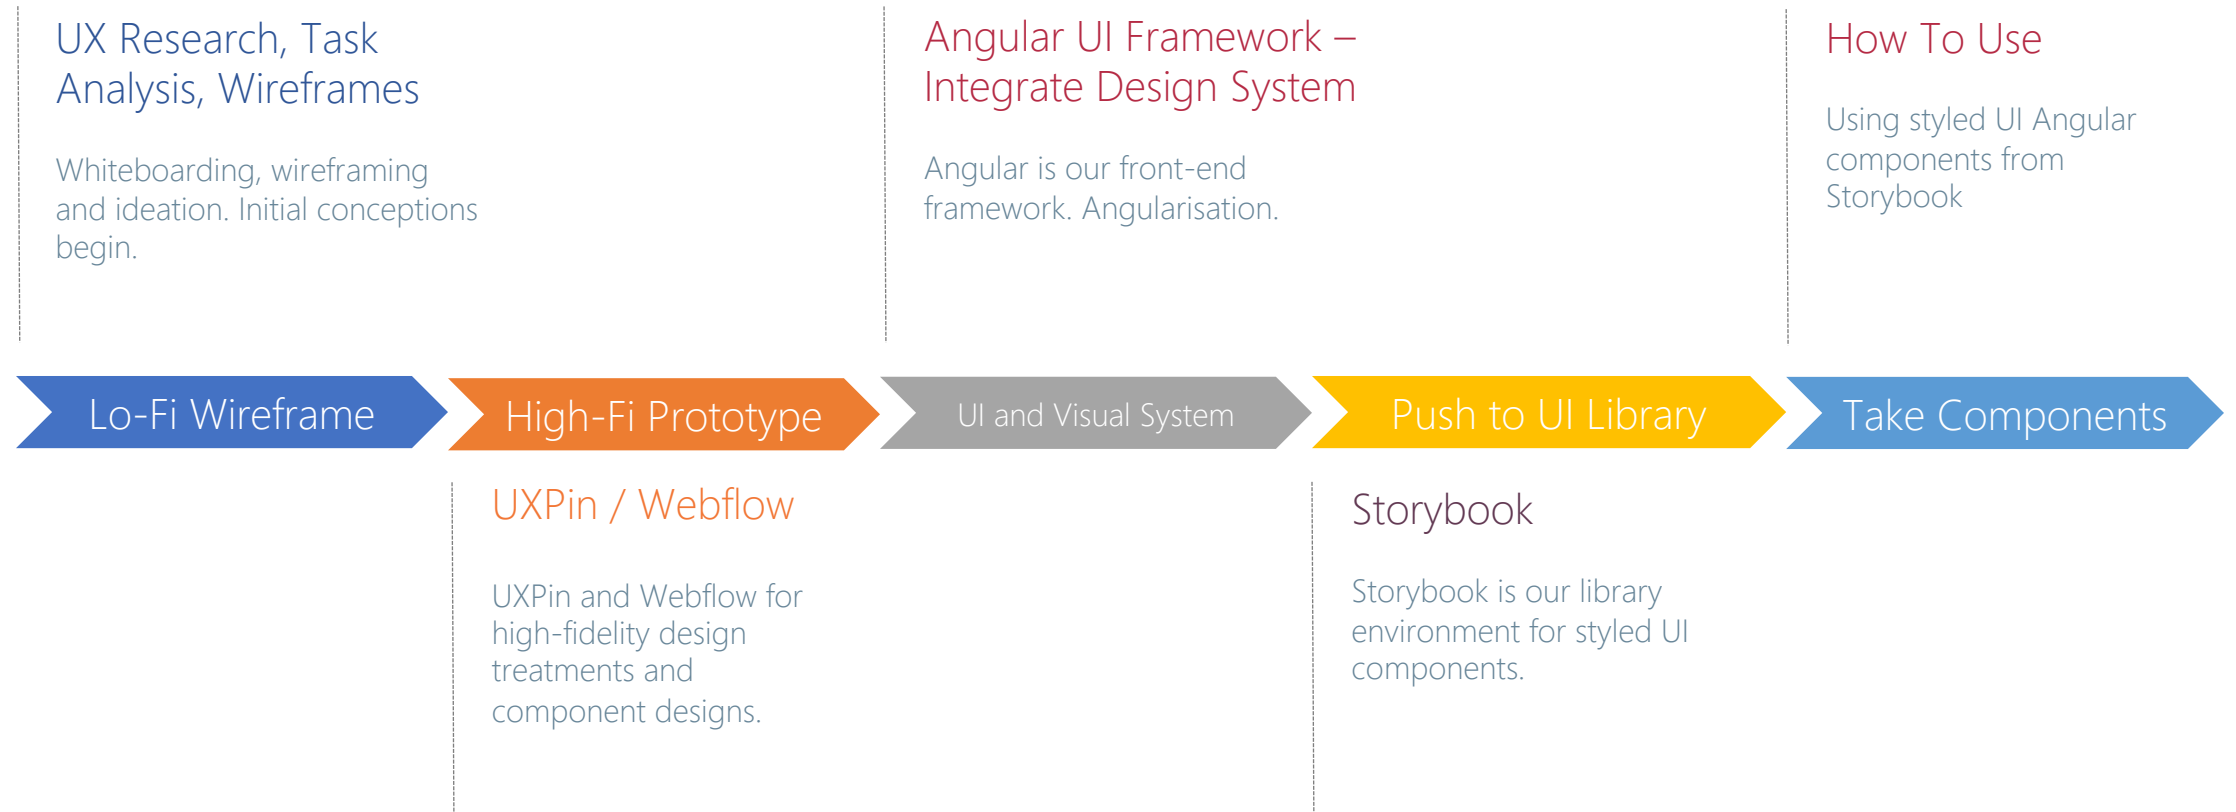 UX Research, Task
Analysis, Wireframes
Whiteboarding, wireframing
and ideation. Initial conceptions
begin.
Angular UI Framework –
Integrate Design System
Angular is our front-end
framework. Angularisation.
How To Use
Using styled UI Angular
components from
Storybook
Lo-Fi Wireframe
High-Fi Prototype
UI and Visual System
Push to UI Library
Take Components
UXPin / Webflow
UXPin and Webflow for
high-fidelity design
treatments and
component designs.
Storybook
Storybook is our library
environment for styled UI
components.